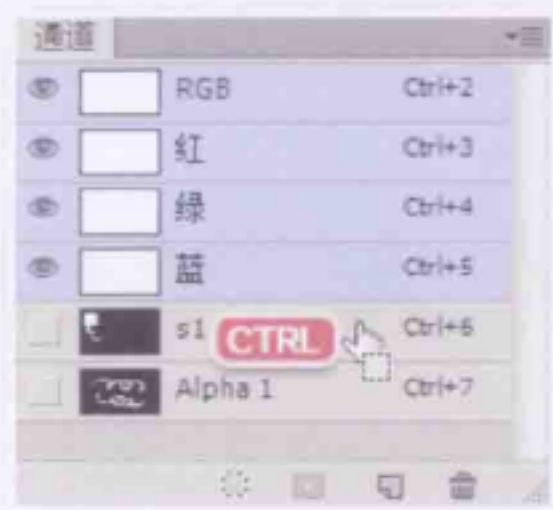 通道
RGB Ctrl+2
红 Ctrl+3
绿 Ctrl+4
蓝 Ctrl+5
s1 CTRL Ctrl+6
Alpha 1 Ctrl+7